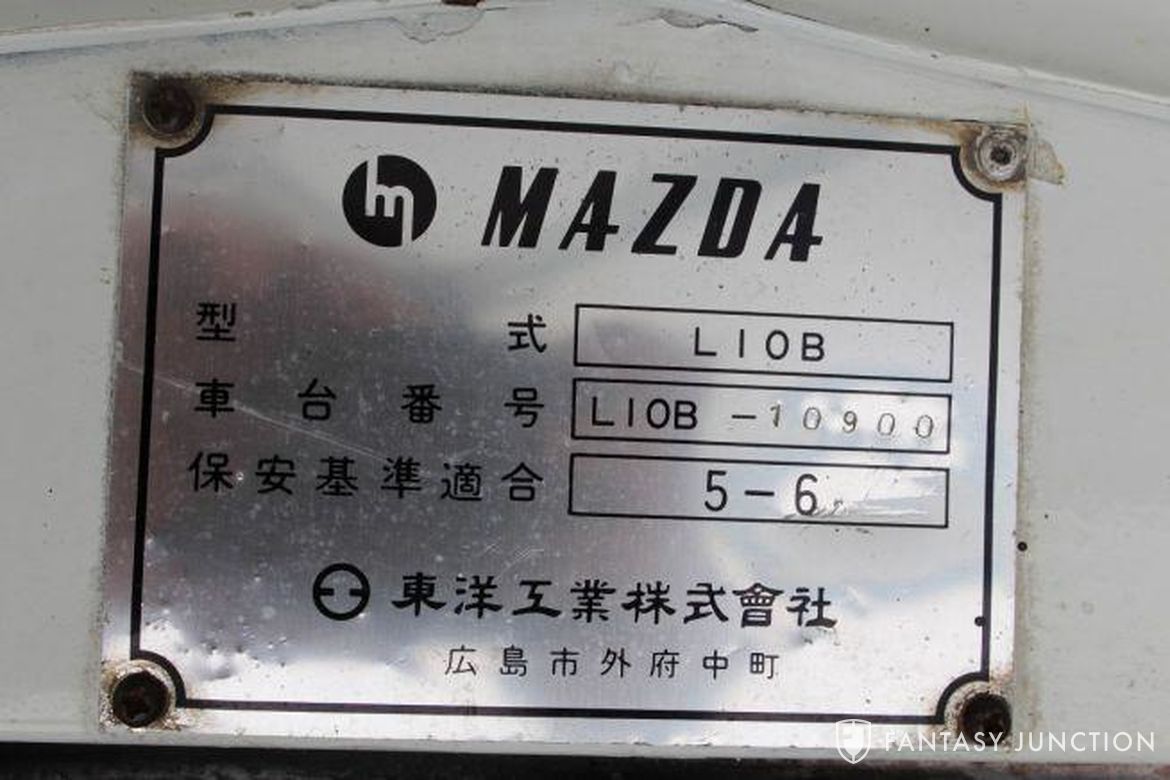 MAZDA
型式 L10B
車台番号 L10B -10900
保安基準適合 5-6
東洋工業株式會社
広島市外府中町
FANTASY JUNCTION